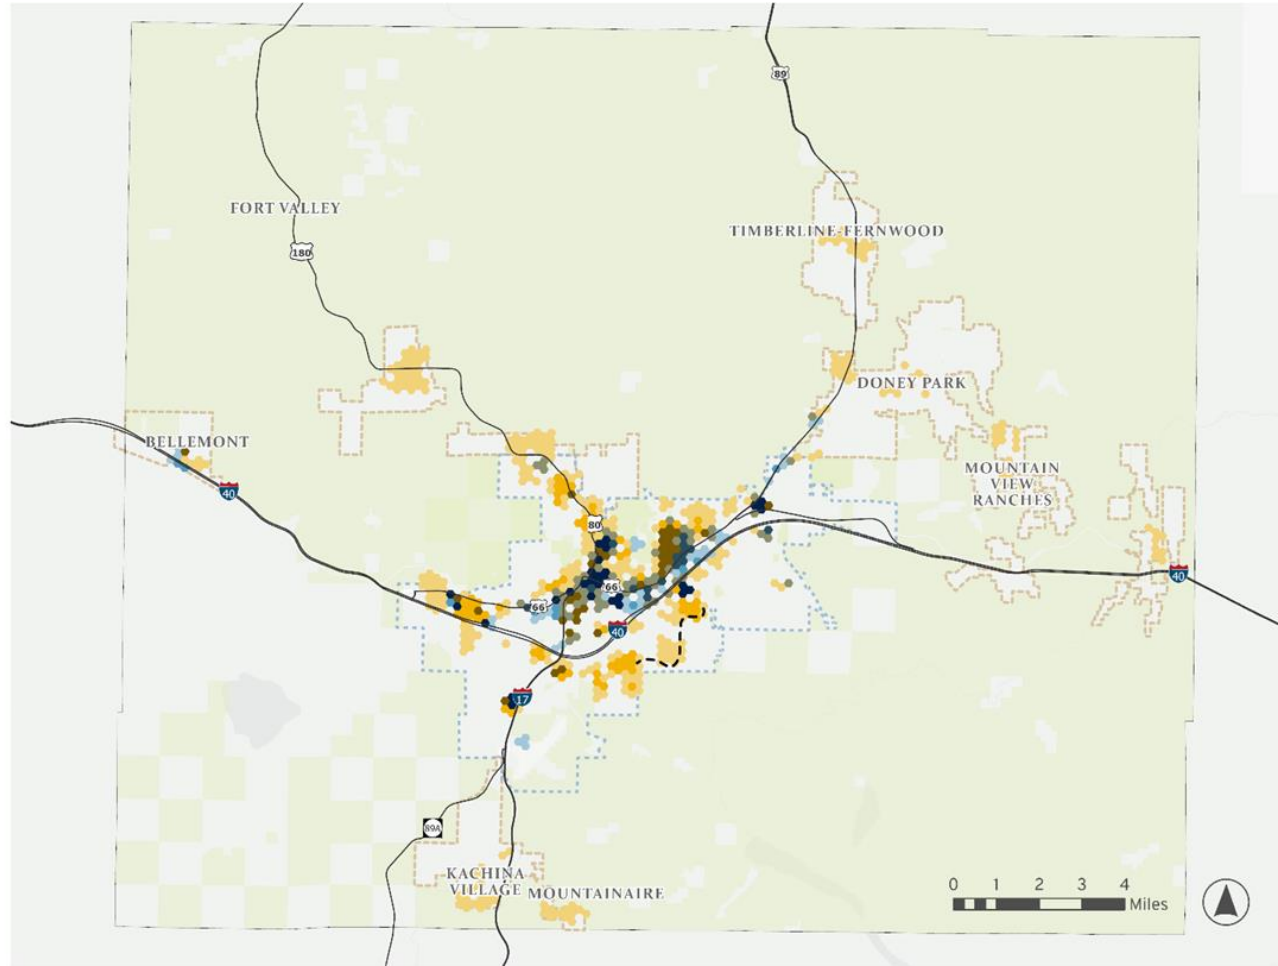 89
FORT VALLEY
TIMBERLINE-FERNWOOD
180
DONEY PARK
BELLEMONT
MOUNTAIN
VIEW
RANCHES
40
80
66
66
40
40
17
89A
KACHINA
VILLAGE
MOUNTAINAIRE
0 1 2 3 4
Miles